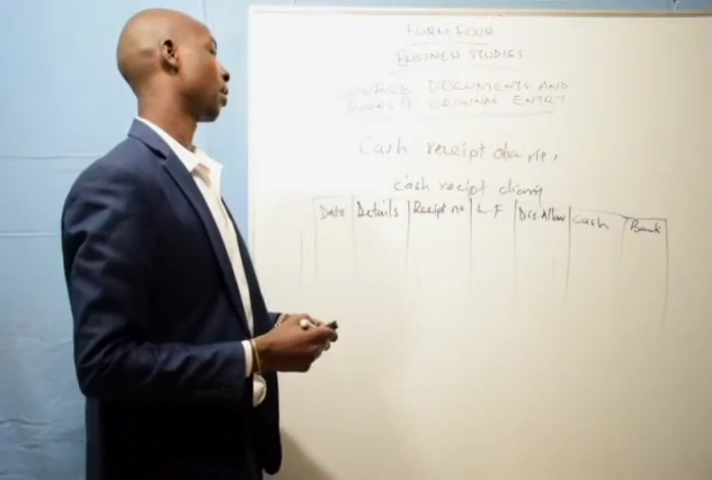 FORM FOUR
BUSINESS STUDIES
SOURCE DOCUMENTS AND
BOOKS OF ORIGINAL ENTRY
Cash receipt diaries
cash receipt diary
Date Details Receipt no L.F Dis. Allow Cash Bank